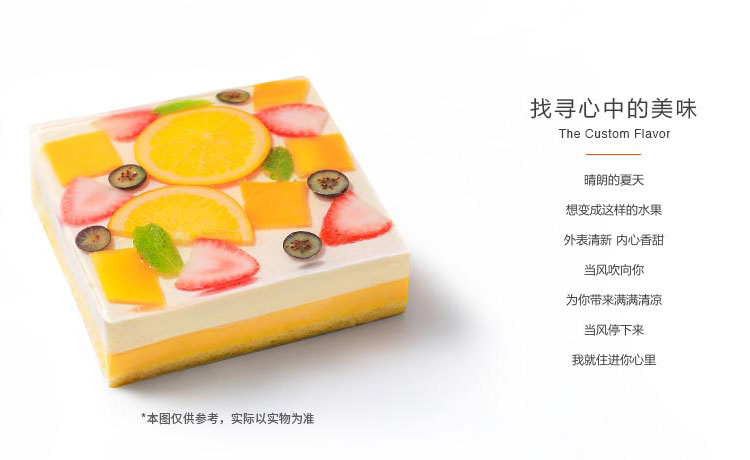 找寻心中的美味
The Custom Flavor
晴朗的夏天
想变成这样的水果
外表清新 内心香甜
当风吹向你
为你带来满满清凉
当风停下来
我就住进你心里
*本图仅供参考，实际以实物为准